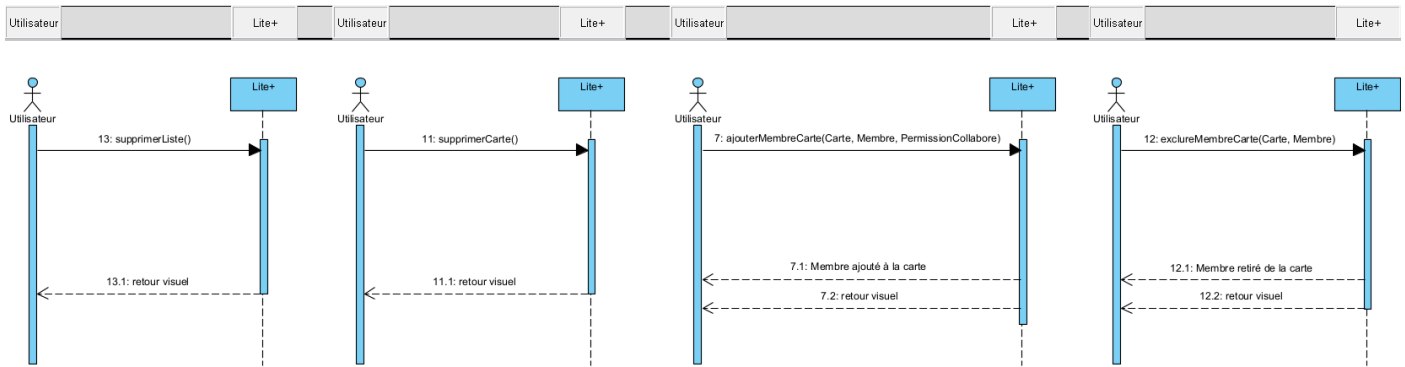 Utilisateur Lite+ Utilisateur Lite+ Utilisateur Lite+ Utilisateur Lite+
Lite+ Lite+ Lite+ Lite+
Utilisateur Utilisateur Utilisateur Utilisateur
13: supprimerListe() 11: supprimerCarte() 7: ajouterMembreCarte(Carte, Membre, PermissionCollabore) 12: exclureMembreCarte(Carte, Membre)
7.1: Membre ajouté à la carte 12.1: Membre retiré de la carte
13.1: retour visuel 11.1: retour visuel 7.2: retour visuel 12.2: retour visuel